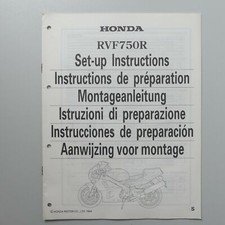 HONDA
RVF750R
Set-up Instructions
Instructions de préparation
Montageanleitung
Istruzioni di preparazione
Instrucciones de preparación
Aanwijzing voor montage
S